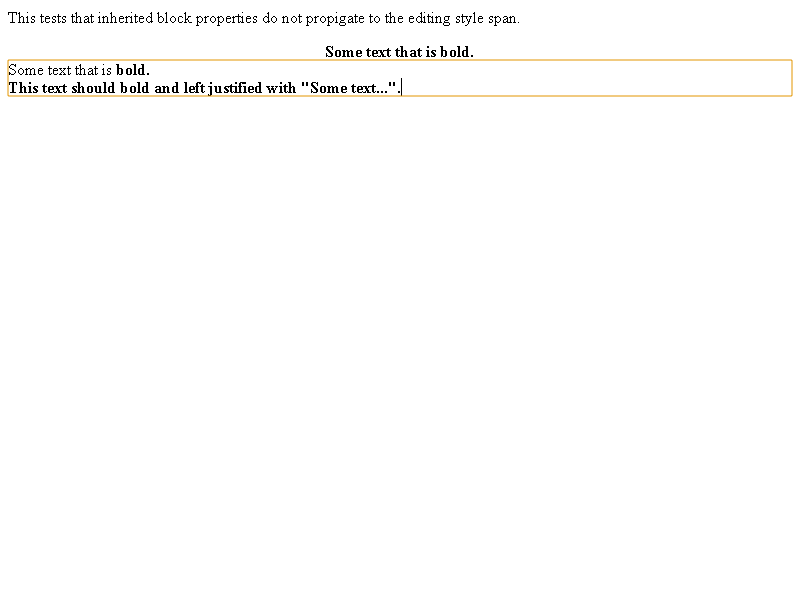 This tests that inherited block properties do not propigate to the editing style span.
Some text that is bold.
Some text that is bold.
This text should bold and left justified with "Some text...".